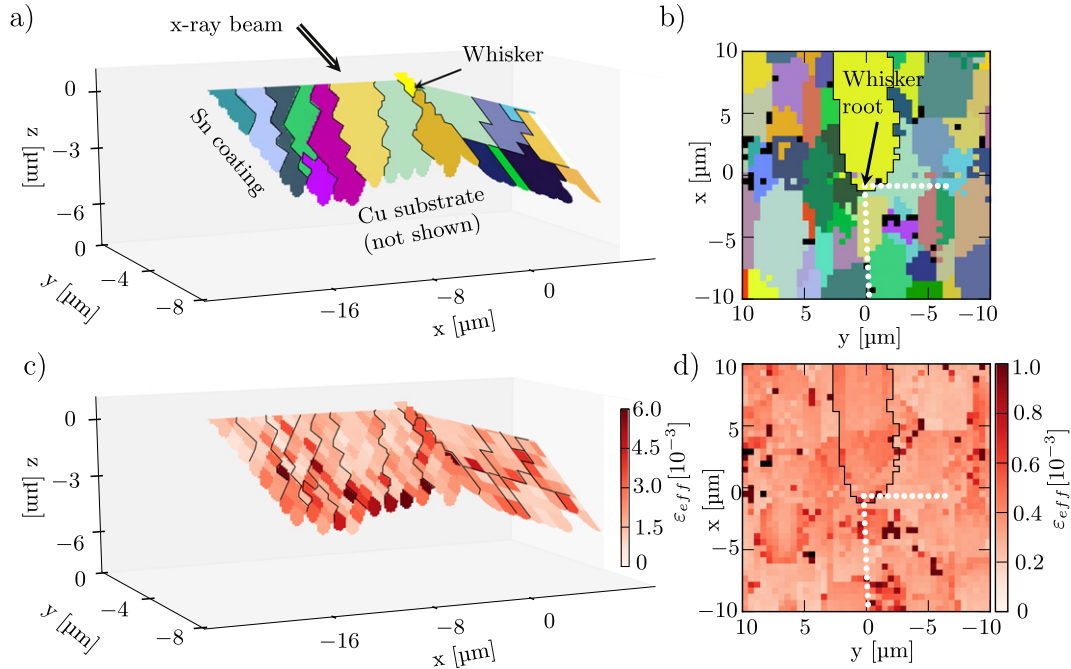 a)
x-ray beam
Whisker
0
−3
−6
z
[µm]
Sn coating
Cu substrate
(not shown)
0
−4
−8
y [µm]
−16
−8
0
x [µm]
b)
Whisker
root
10
5
0
−5
−10
x [µm]
10
5
0
−5
−10
y [µm]
c)
0
−3
−6
z
[µm]
0
−4
−8
y [µm]
−16
−8
0
x [µm]
6.0
4.5
3.0
1.5
0
εeff[10−3]
d)
10
5
0
−5
−10
x [µm]
10
5
0
−5
−10
y [µm]
1.0
0.8
0.6
0.4
0.2
0
εeff[10−3]